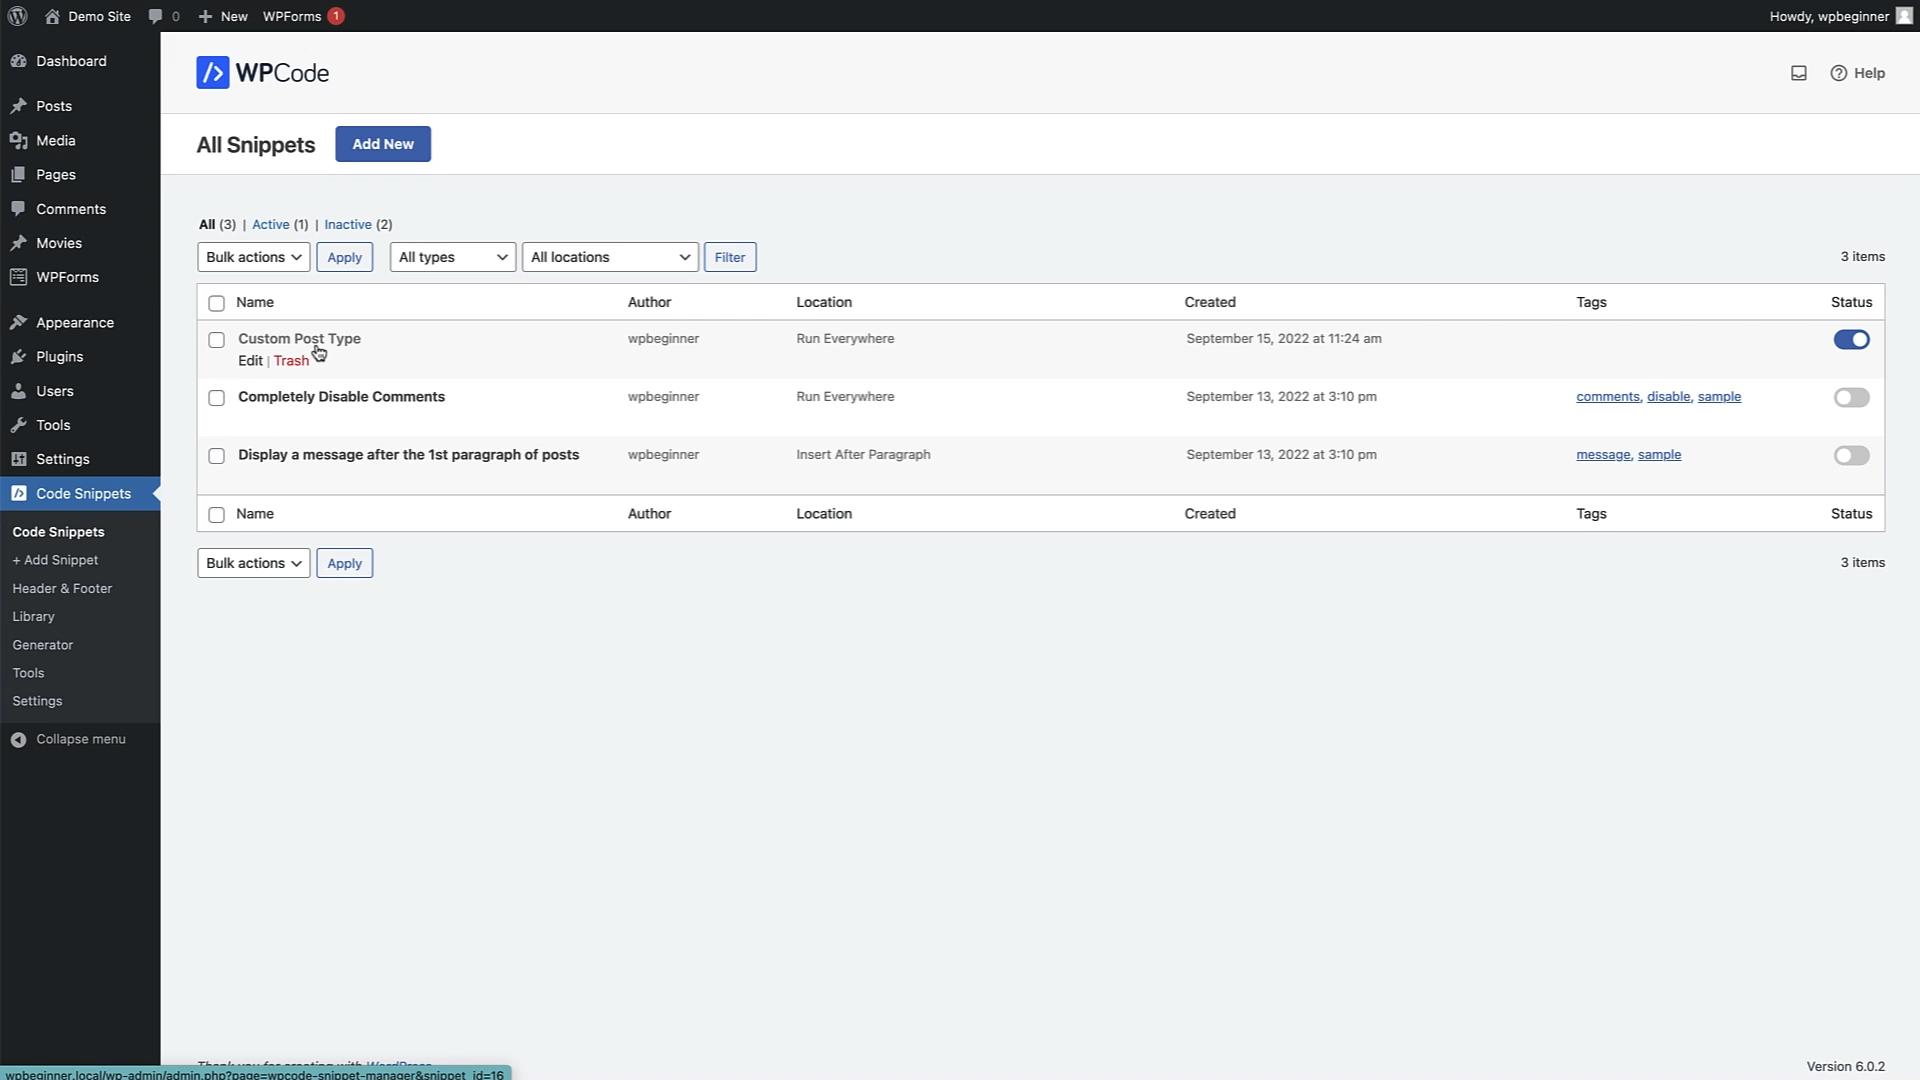 Demo Site 0 New WPForms 1 Howdy, wpbeginner
Dashboard
Posts
Media
Pages
Comments
Movies
WPForms
Appearance
Plugins
Users
Tools
Settings
Code Snippets
Code Snippets
+ Add Snippet
Header & Footer
Library
Generator
Tools
Settings
Collapse menu
WPCode Help
All Snippets Add New
All (3) | Active (1) | Inactive (2)
Bulk actions Apply All types All locations Filter 3 items
Name Author Location Created Tags Status
Custom Post Type wpbeginner Run Everywhere September 15, 2022 at 11:24 am
Edit | Trash
Completely Disable Comments wpbeginner Run Everywhere September 13, 2022 at 3:10 pm comments, disable, sample
Display a message after the 1st paragraph of posts wpbeginner Insert After Paragraph September 13, 2022 at 3:10 pm message, sample
Name Author Location Created Tags Status
Bulk actions Apply 3 items
Thank you for creating with WordPress. Version 6.0.2
wpbeginner.local/wp-admin/admin.php?page=wpcode-snippet-manager&snippet_id=16